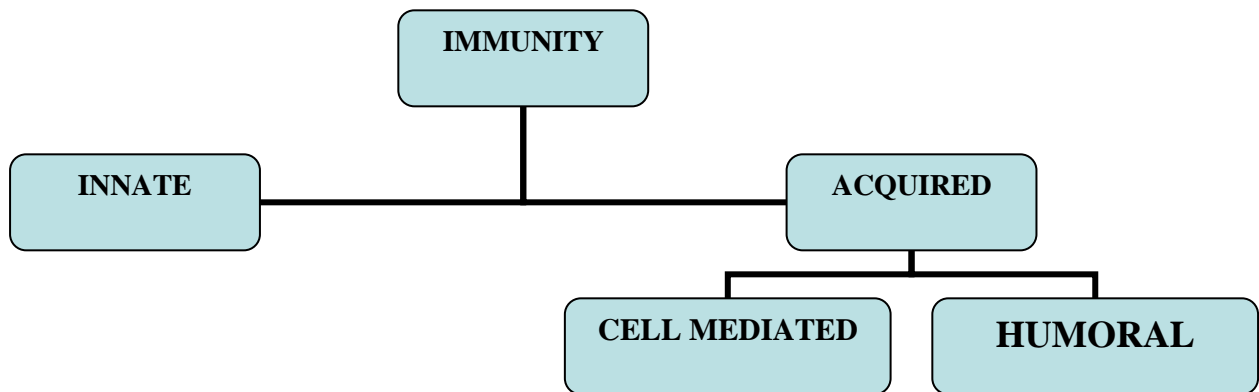 IMMUNITY
INNATE
ACQUIRED
CELL MEDIATED
HUMORAL